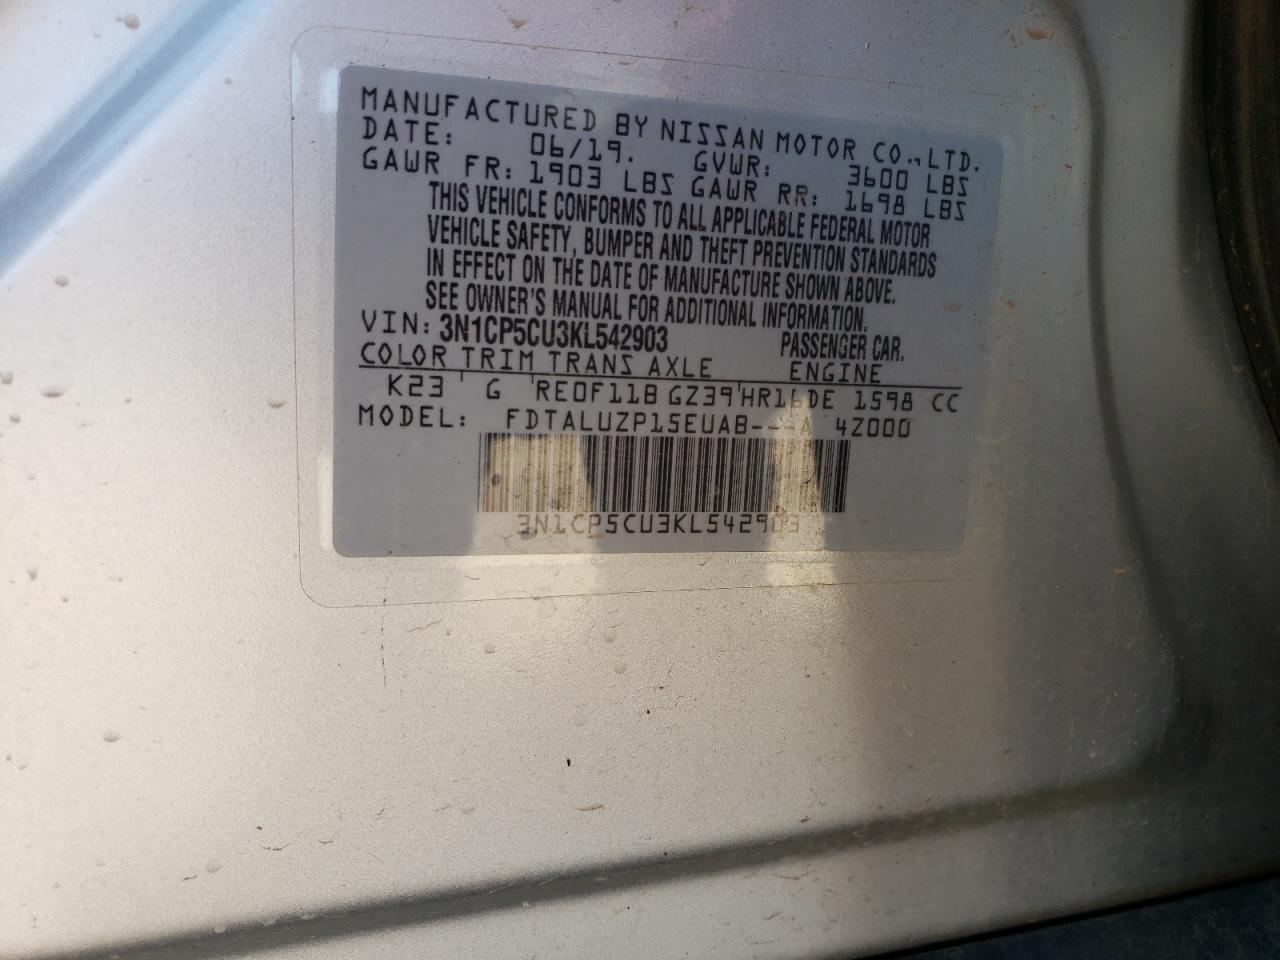 MANUFACTURED BY NISSAN MOTOR CO., LTD.
DATE: 06/19. GVWR: 3600 LBS
GAWR FR: 1903 LBS GAWR RR: 1698 LBS
THIS VEHICLE CONFORMS TO ALL APPLICABLE FEDERAL MOTOR
VEHICLE SAFETY, BUMPER AND THEFT PREVENTION STANDARDS
IN EFFECT ON THE DATE OF MANUFACTURE SHOWN ABOVE.
SEE OWNER'S MANUAL FOR ADDITIONAL INFORMATION.
VIN: 3N1CP5CU3KL542903 PASSENGER CAR.
COLOR TRIM TRANS AXLE ENGINE
K23 G RE0F11B GZ39 HR16DE 1598 CC
MODEL: FDTALUZP15EUAB---A 4Z000
3N1CP5CU3KL542903